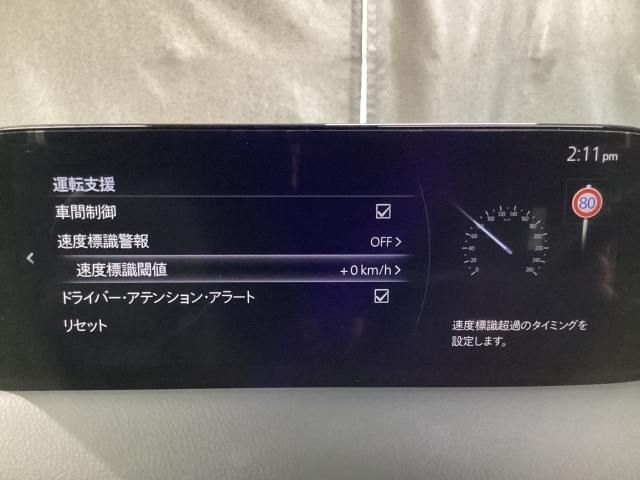 2:11 pm
運転支援
車間制御
速度標識警報 OFF
速度標識閾値 +0 km/h
ドライバー・アテンション・アラート
リセット
80
速度標識超過のタイミングを
設定します。